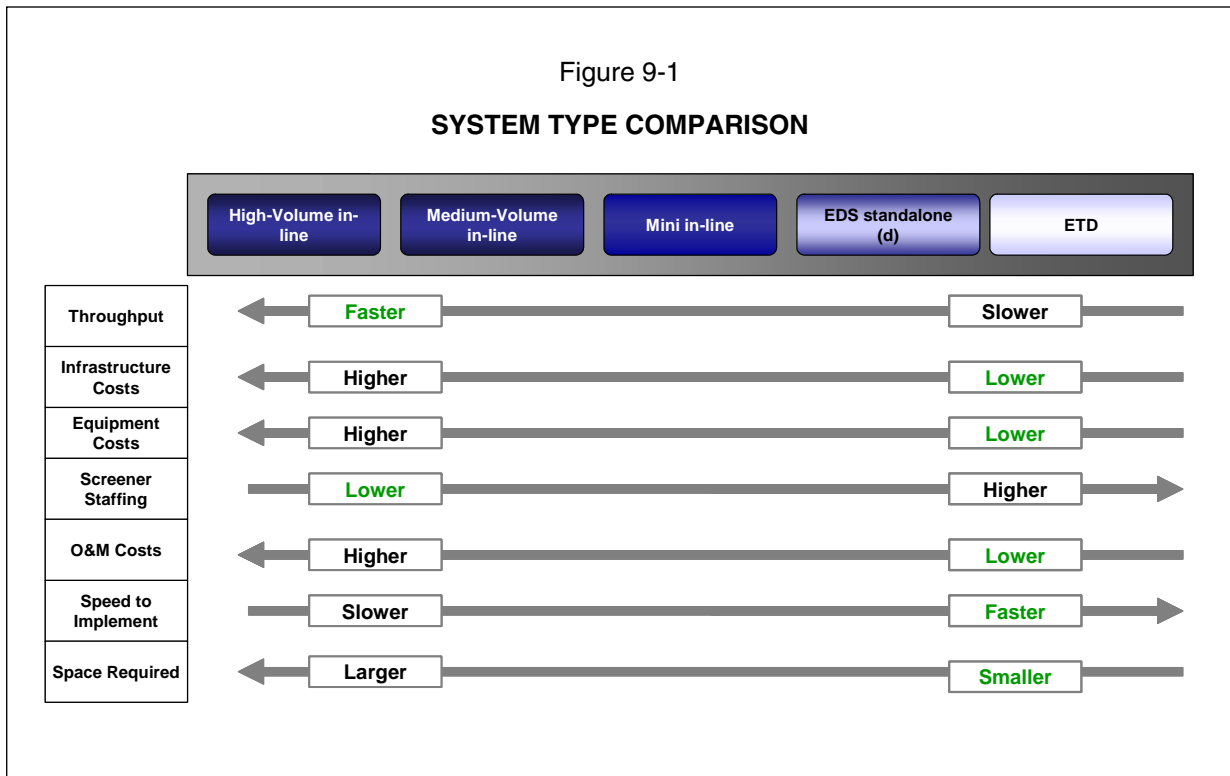 Figure 9-1
SYSTEM TYPE COMPARISON
High-Volume in-
line
Medium-Volume
in-line
Mini in-line
EDS standalone
(d)
ETD
Throughput
Faster
Slower
Infrastructure
Costs
Higher
Lower
Equipment
Costs
Higher
Lower
Screener
Staffing
Lower
Higher
O&M Costs
Higher
Lower
Speed to
Implement
Slower
Faster
Space Required
Larger
Smaller